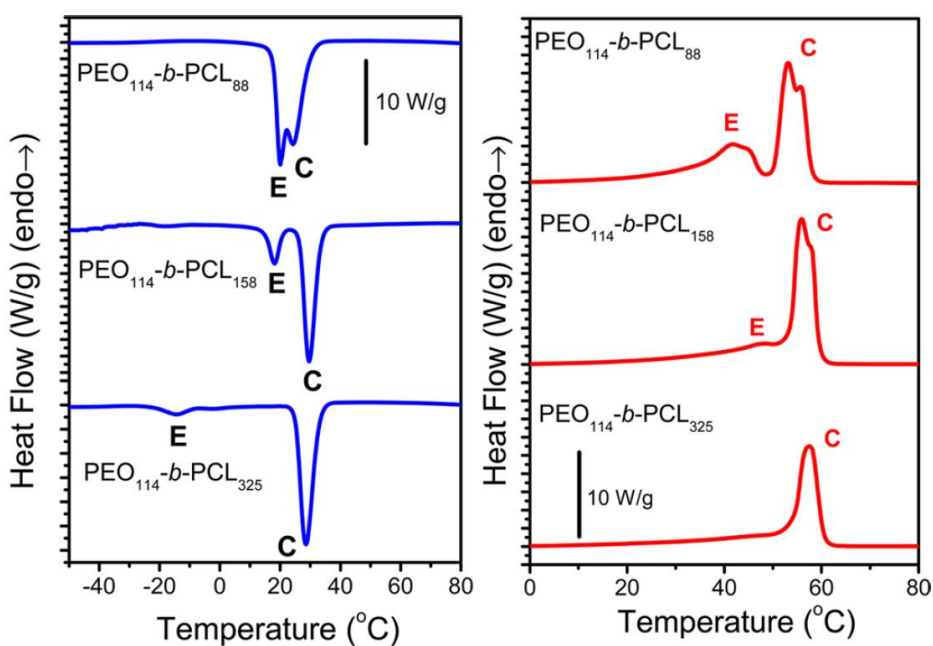 Heat Flow (W/g) (endo→)
PEO₁₁₄-b-PCL₈₈
10 W/g
E
C
PEO₁₁₄-b-PCL₁₅₈
E
C
E
PEO₁₁₄-b-PCL₃₂₅
C
-40 -20 0 20 40 60 80
Temperature (°C)
Heat Flow (W/g) (endo→)
PEO₁₁₄-b-PCL₈₈
C
E
PEO₁₁₄-b-PCL₁₅₈
C
E
PEO₁₁₄-b-PCL₃₂₅
C
10 W/g
0 20 40 60 80
Temperature (°C)